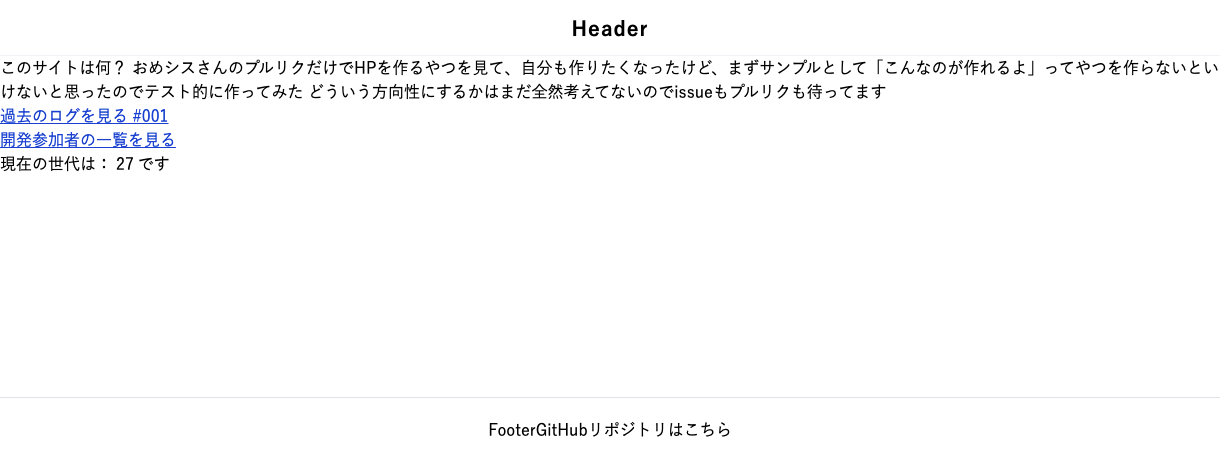 Header
このサイトは何？ おめシスさんのプルリクだけでHPを作るやつを見て、自分も作りたくなったけど、まずサンプルとして「こんなのが作れるよ」ってやつを作らないとい
けないと思ったのでテスト的に作ってみた どういう方向性にするかはまだ全然考えてないのでissueもプルリクも待ってます
過去のログを見る #001
開発参加者の一覧を見る
現在の世代は： 27 です
FooterGitHubリポジトリはこちら